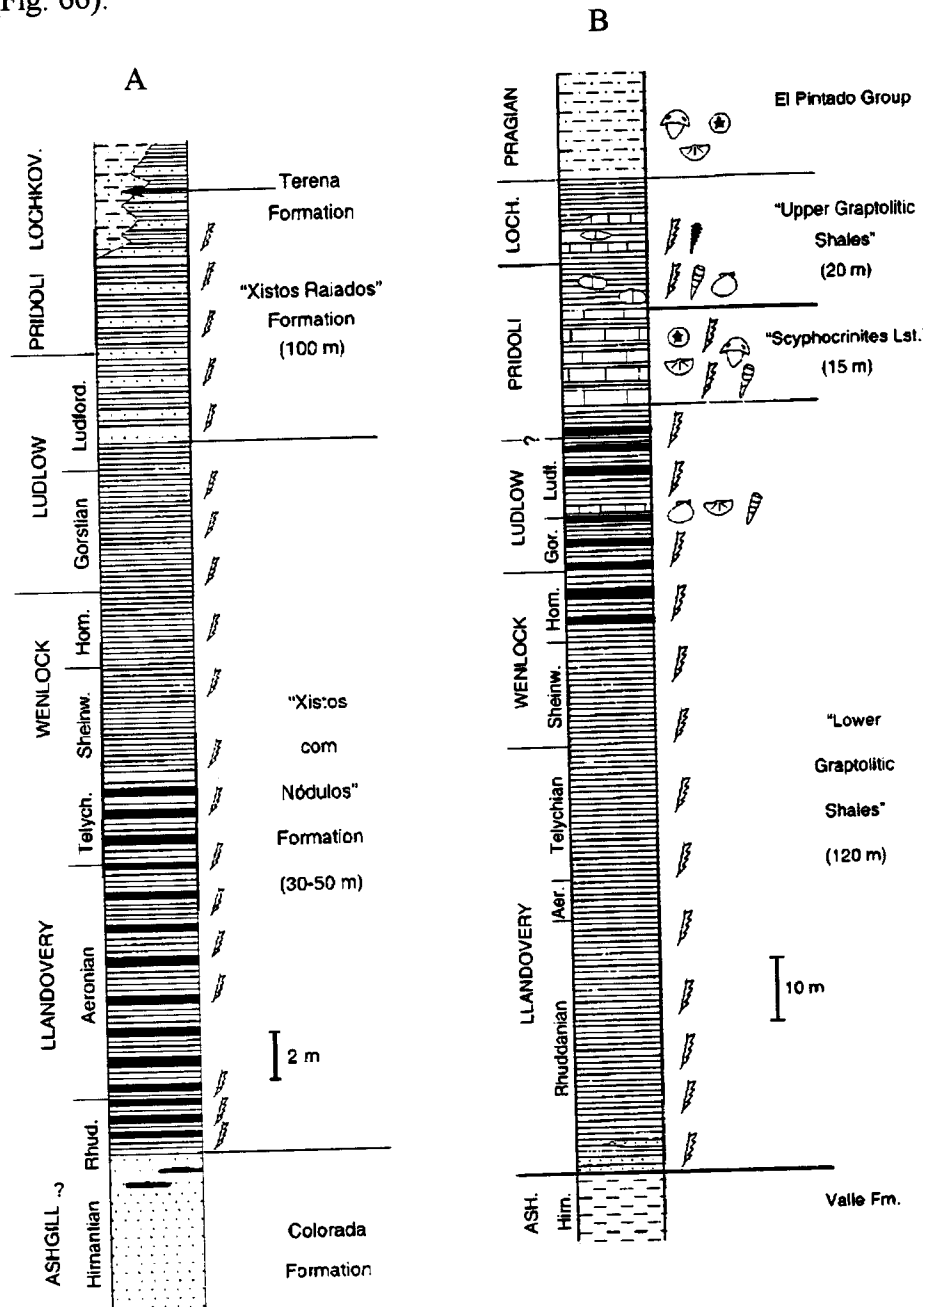 (Fig. 66).
A
B
LOCHKOV.
PRIDOLI
LUDLOW
Ludford.
Gorstian
WENLOCK
Hom.
Sheinw.
LLANDOVERY
Telych.
Aeronian
Rhud.
ASHGILL ?
Hirnantian
Terena
Formation
"Xistos Raiados"
Formation
(100 m)
"Xistos
com
Nódulos"
Formation
(30-50 m)
2 m
Colorada
Formation
PRAGIAN
LOCH.
PRIDOLI
?
LUDLOW
Ludf.
Gor.
WENLOCK
Hom.
Sheinw.
LLANDOVERY
Telychian
Aer.
Rhuddanian
ASH.
Hirn.
El Pintado Group
"Upper Graptolitic
Shales"
(20 m)
"Scyphocrinites Lst.
(15 m)
"Lower
Graptolitic
Shales"
(120 m)
10 m
Valle Fm.